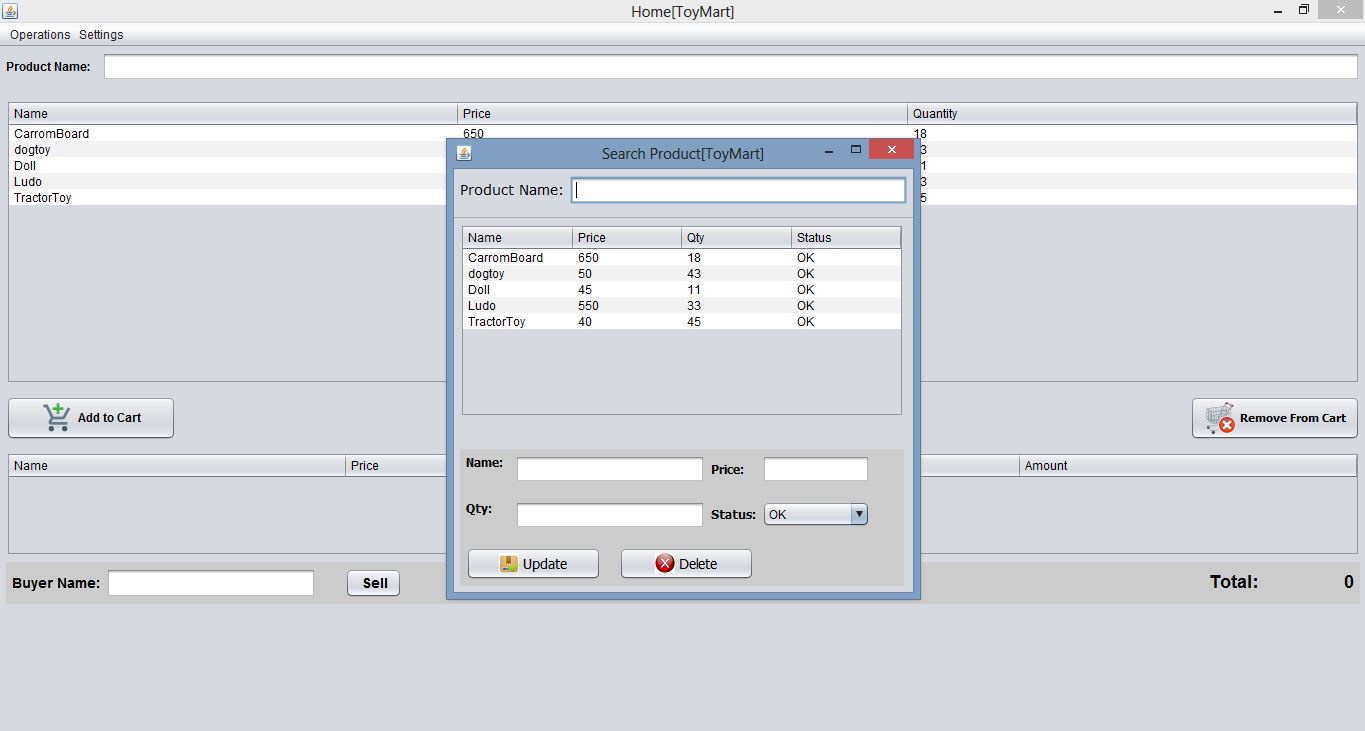 Home[ToyMart]
Operations Settings
Product Name:
Name Price Quantity
CarromBoard 650 18
dogtoy 3
Doll 1
Ludo 3
TractorToy 5
Add to Cart Remove From Cart
Name Price Amount
Buyer Name: Sell Total: 0
Search Product[ToyMart]
Product Name:
Name Price Qty Status
CarromBoard 650 18 OK
dogtoy 50 43 OK
Doll 45 11 OK
Ludo 550 33 OK
TractorToy 40 45 OK
Name: Price:
Qty: Status: OK
Update Delete